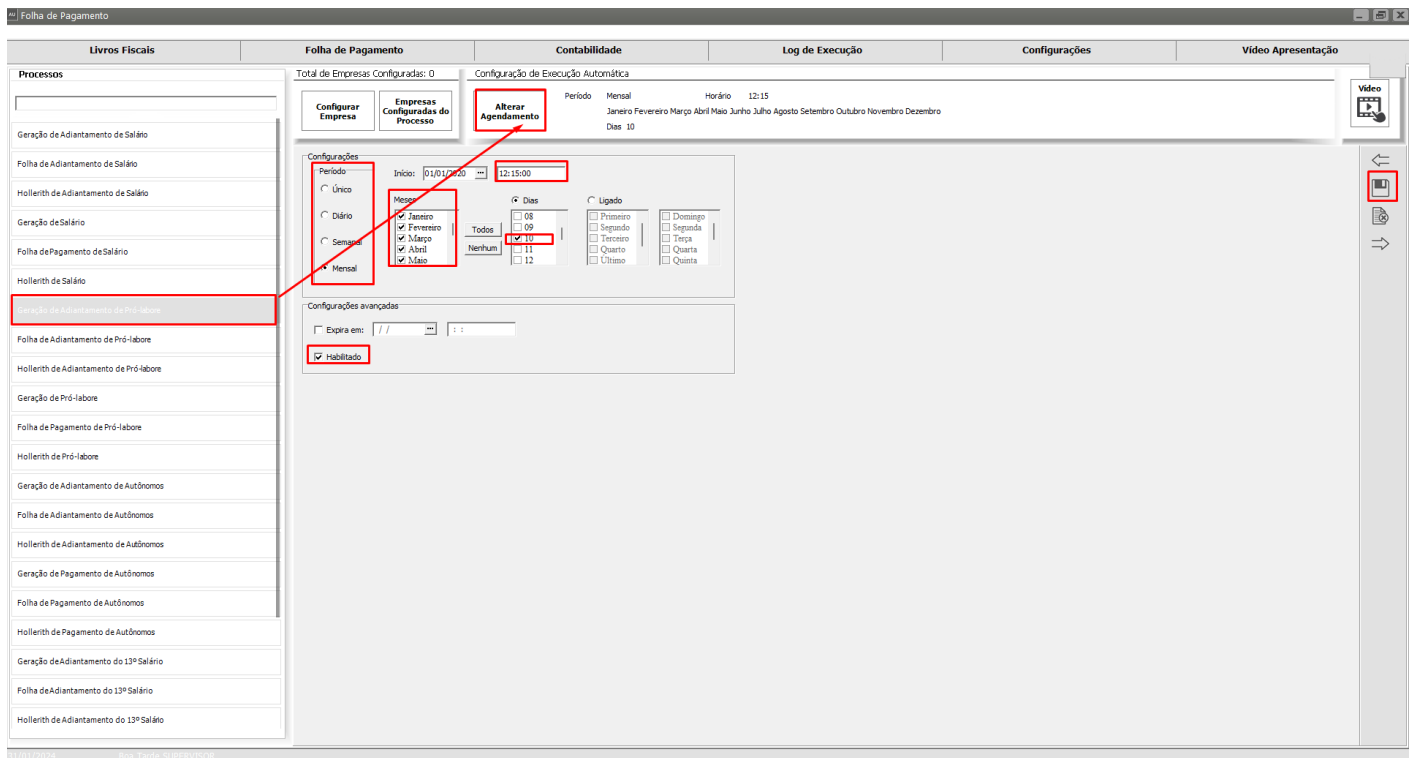 AU Folha de Pagamento
Livros Fiscais
Folha de Pagamento
Contabilidade
Log de Execução
Configurações
Vídeo Apresentação
Processos
Geração de Adiantamento de Salário
Folha de Adiantamento de Salário
Hollerith de Adiantamento de Salário
Geração de Salário
Folha de Pagamento de Salário
Hollerith de Salário
Geração de Adiantamento de Pró-labore
Folha de Adiantamento de Pró-labore
Hollerith de Adiantamento de Pró-labore
Geração de Pró-labore
Folha de Pagamento de Pró-labore
Hollerith de Pró-labore
Geração de Adiantamento de Autônomos
Folha de Adiantamento de Autônomos
Hollerith de Adiantamento de Autônomos
Geração de Pagamento de Autônomos
Folha de Pagamento de Autônomos
Hollerith de Pagamento de Autônomos
Geração de Adiantamento do 13º Salário
Folha de Adiantamento do 13º Salário
Hollerith de Adiantamento do 13º Salário
Total de Empresas Configuradas: 0
Configurar
Empresa
Empresas
Configuradas do
Processo
Configuração de Execução Automática
Alterar
Agendamento
Período Mensal Horário 12:15
Janeiro Fevereiro Março Abril Maio Junho Julho Agosto Setembro Outubro Novembro Dezembro
Dias 10
Vídeo
Configurações
Período
Único
Diário
Semanal
Mensal
Início: 01/01/2020 ... 12:15:00
Meses
Janeiro
Fevereiro
Março
Abril
Maio
Todos
Nenhum
Dias
08
09
10
11
12
Ligado
Primeiro
Segundo
Terceiro
Quarto
Último
Domingo
Segunda
Terça
Quarta
Quinta
Configurações avançadas
Expira em: / / ... : :
Habilitado
01/01/2024 Boa Tarde SUPERVISOR